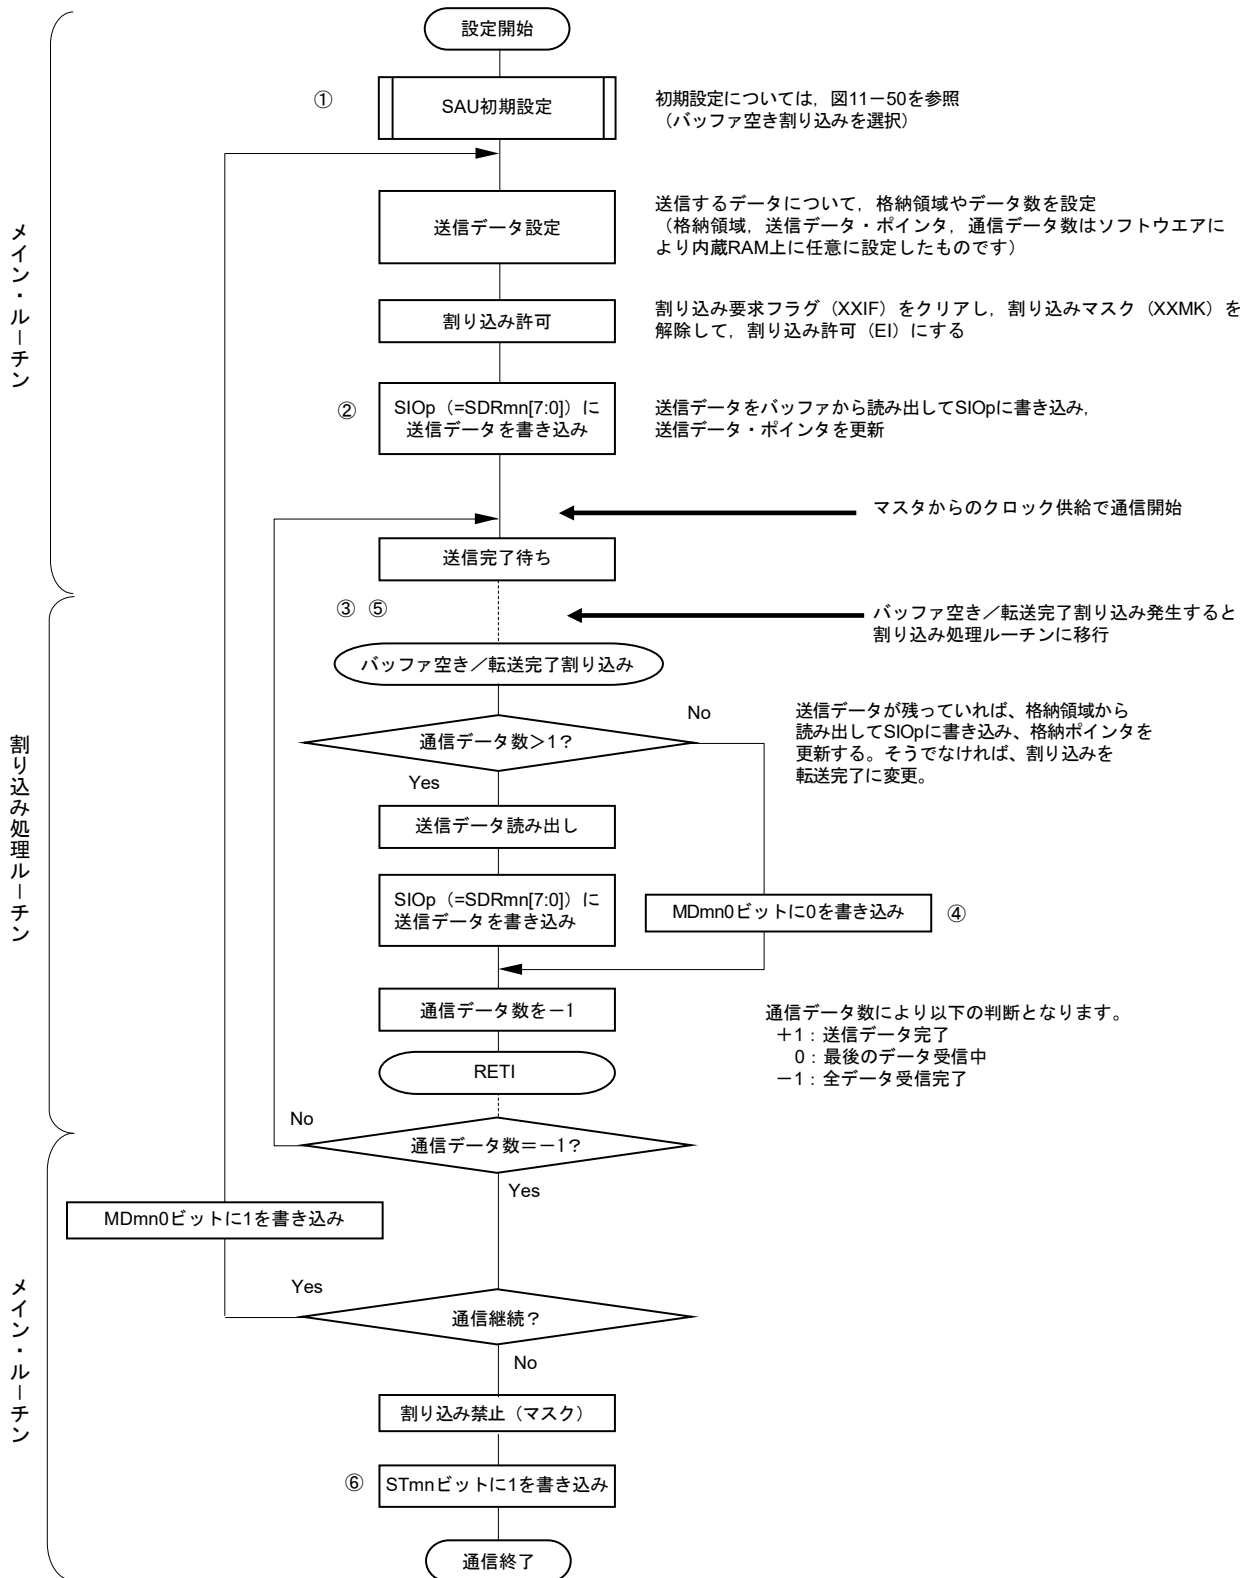 設定開始
①
SAU初期設定
初期設定については，図11－50を参照
（バッファ空き割り込みを選択）
メイン・ルーチン
送信データ設定
送信するデータについて，格納領域やデータ数を設定
（格納領域，送信データ・ポインタ，通信データ数はソフトウエアに
より内蔵RAM上に任意に設定したものです）
割り込み許可
割り込み要求フラグ（XXIF）をクリアし，割り込みマスク（XXMK）を
解除して，割り込み許可（EI）にする
②
SIOp（=SDRmn[7:0]）に
送信データを書き込み
送信データをバッファから読み出してSIOpに書き込み，
送信データ・ポインタを更新
マスタからのクロック供給で通信開始
送信完了待ち
③ ⑤
バッファ空き／転送完了割り込み発生すると
割り込み処理ルーチンに移行
バッファ空き／転送完了割り込み
割り込み処理ルーチン
通信データ数＞1？
No
Yes
送信データが残っていれば、格納領域から
読み出してSIOpに書き込み、格納ポインタを
更新する。そうでなければ、割り込みを
転送完了に変更。
送信データ読み出し
SIOp（=SDRmn[7:0]）に
送信データを書き込み
MDmn0ビットに0を書き込み
④
通信データ数を－1
通信データ数により以下の判断となります。
＋1：送信データ完了
0：最後のデータ受信中
－1：全データ受信完了
RETI
No
通信データ数＝－1？
Yes
MDmn0ビットに1を書き込み
メイン・ルーチン
Yes
通信継続？
No
割り込み禁止（マスク）
⑥
STmnビットに1を書き込み
通信終了